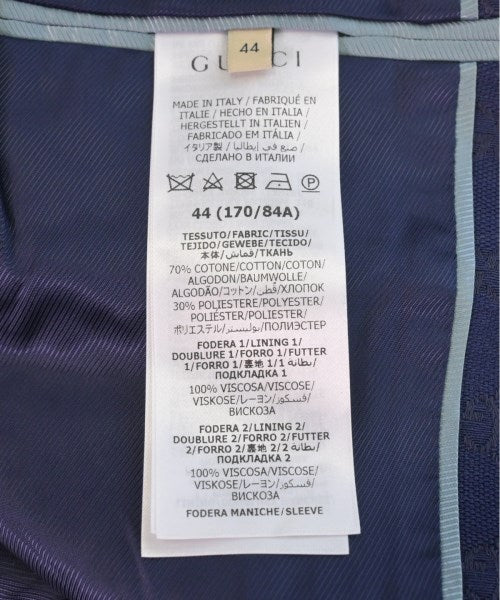 44
GUCCI
MADE IN ITALY / FABRIQUÉ EN
ITALIE / HECHO EN ITALIA/
HERGESTELLT IN ITALIEN/
FABRICADO EM ITÁLIA/
イタリア製 / صنع في إيطاليا/
СДЕЛАНО В ИТАЛИИ
P
44 (170/84A)
TESSUTO/FABRIC/TISSU/
TEJIDO/GEWEBE/TECIDO/
本体/قماش/ТКАНЬ
70% COTONE/COTTON/COTON/
ALGODON/BAUMWOLLE/
ALGODÃO/コットン/قطن/ХЛОПОК
30% POLIESTERE/POLYESTER/
POLIÉSTER/POLIESTER/
ポリエステル/بوليستر/ПОЛИЭСТЕР
FODERA 1/LINING 1/
DOUBLURE 1/FORRO 1/FUTTER
1/FORRO 1/裏地 1/1 بطانة/
ПОДКЛАДКА 1
100% VISCOSA/VISCOSE/
VISKOSE/レーヨン/فسكوز/
ВИСКОЗА
FODERA 2/LINING 2/
DOUBLURE 2/FORRO 2/FUTTER
2/FORRO 2/裏地 2/2 بطانة/
ПОДКЛАДКА 2
100% VISCOSA/VISCOSE/
VISKOSE/レーヨン/فسكوز/
ВИСКОЗА
FODERA MANICHE/SLEEVE